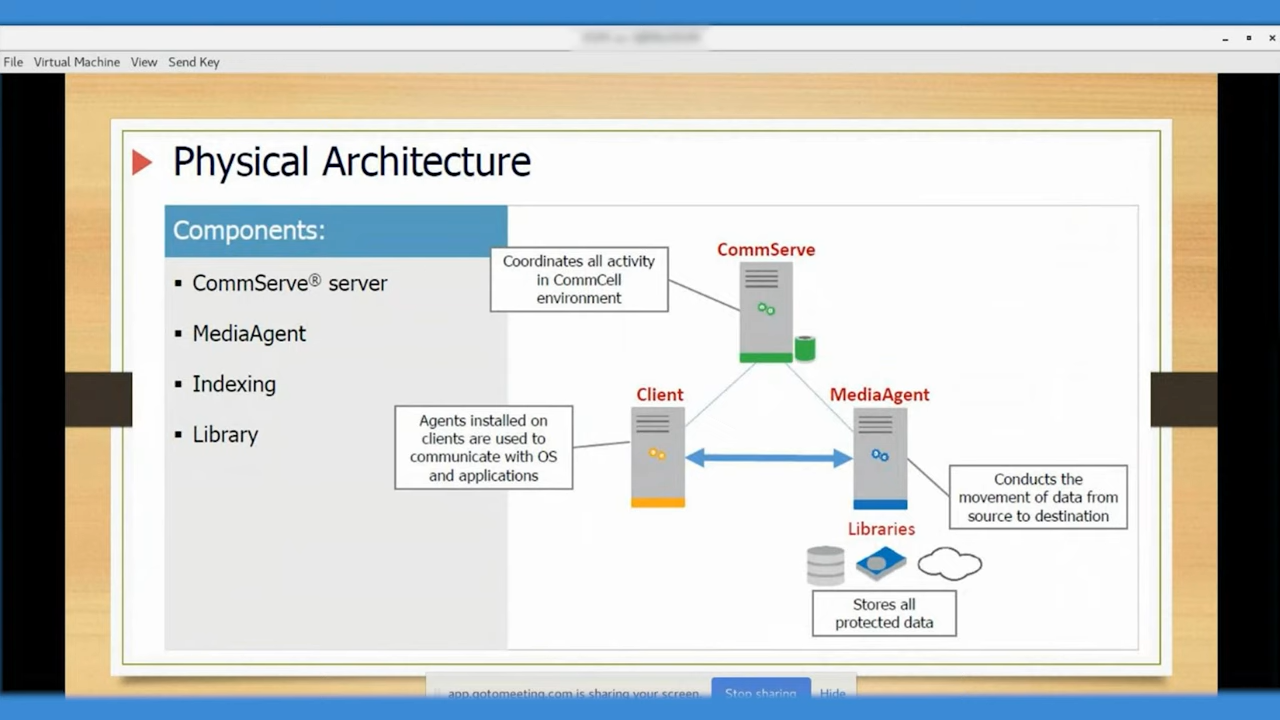 File Virtual Machine View Send Key
Physical Architecture
Components:
▪ CommServe® server
▪ MediaAgent
▪ Indexing
▪ Library
CommServe
Coordinates all activity
in CommCell
environment
Client
MediaAgent
Agents installed on
clients are used to
communicate with OS
and applications
Conducts the
movement of data from
source to destination
Libraries
Stores all
protected data
app.gotomeeting.com is sharing your screen. Stop sharing Hide